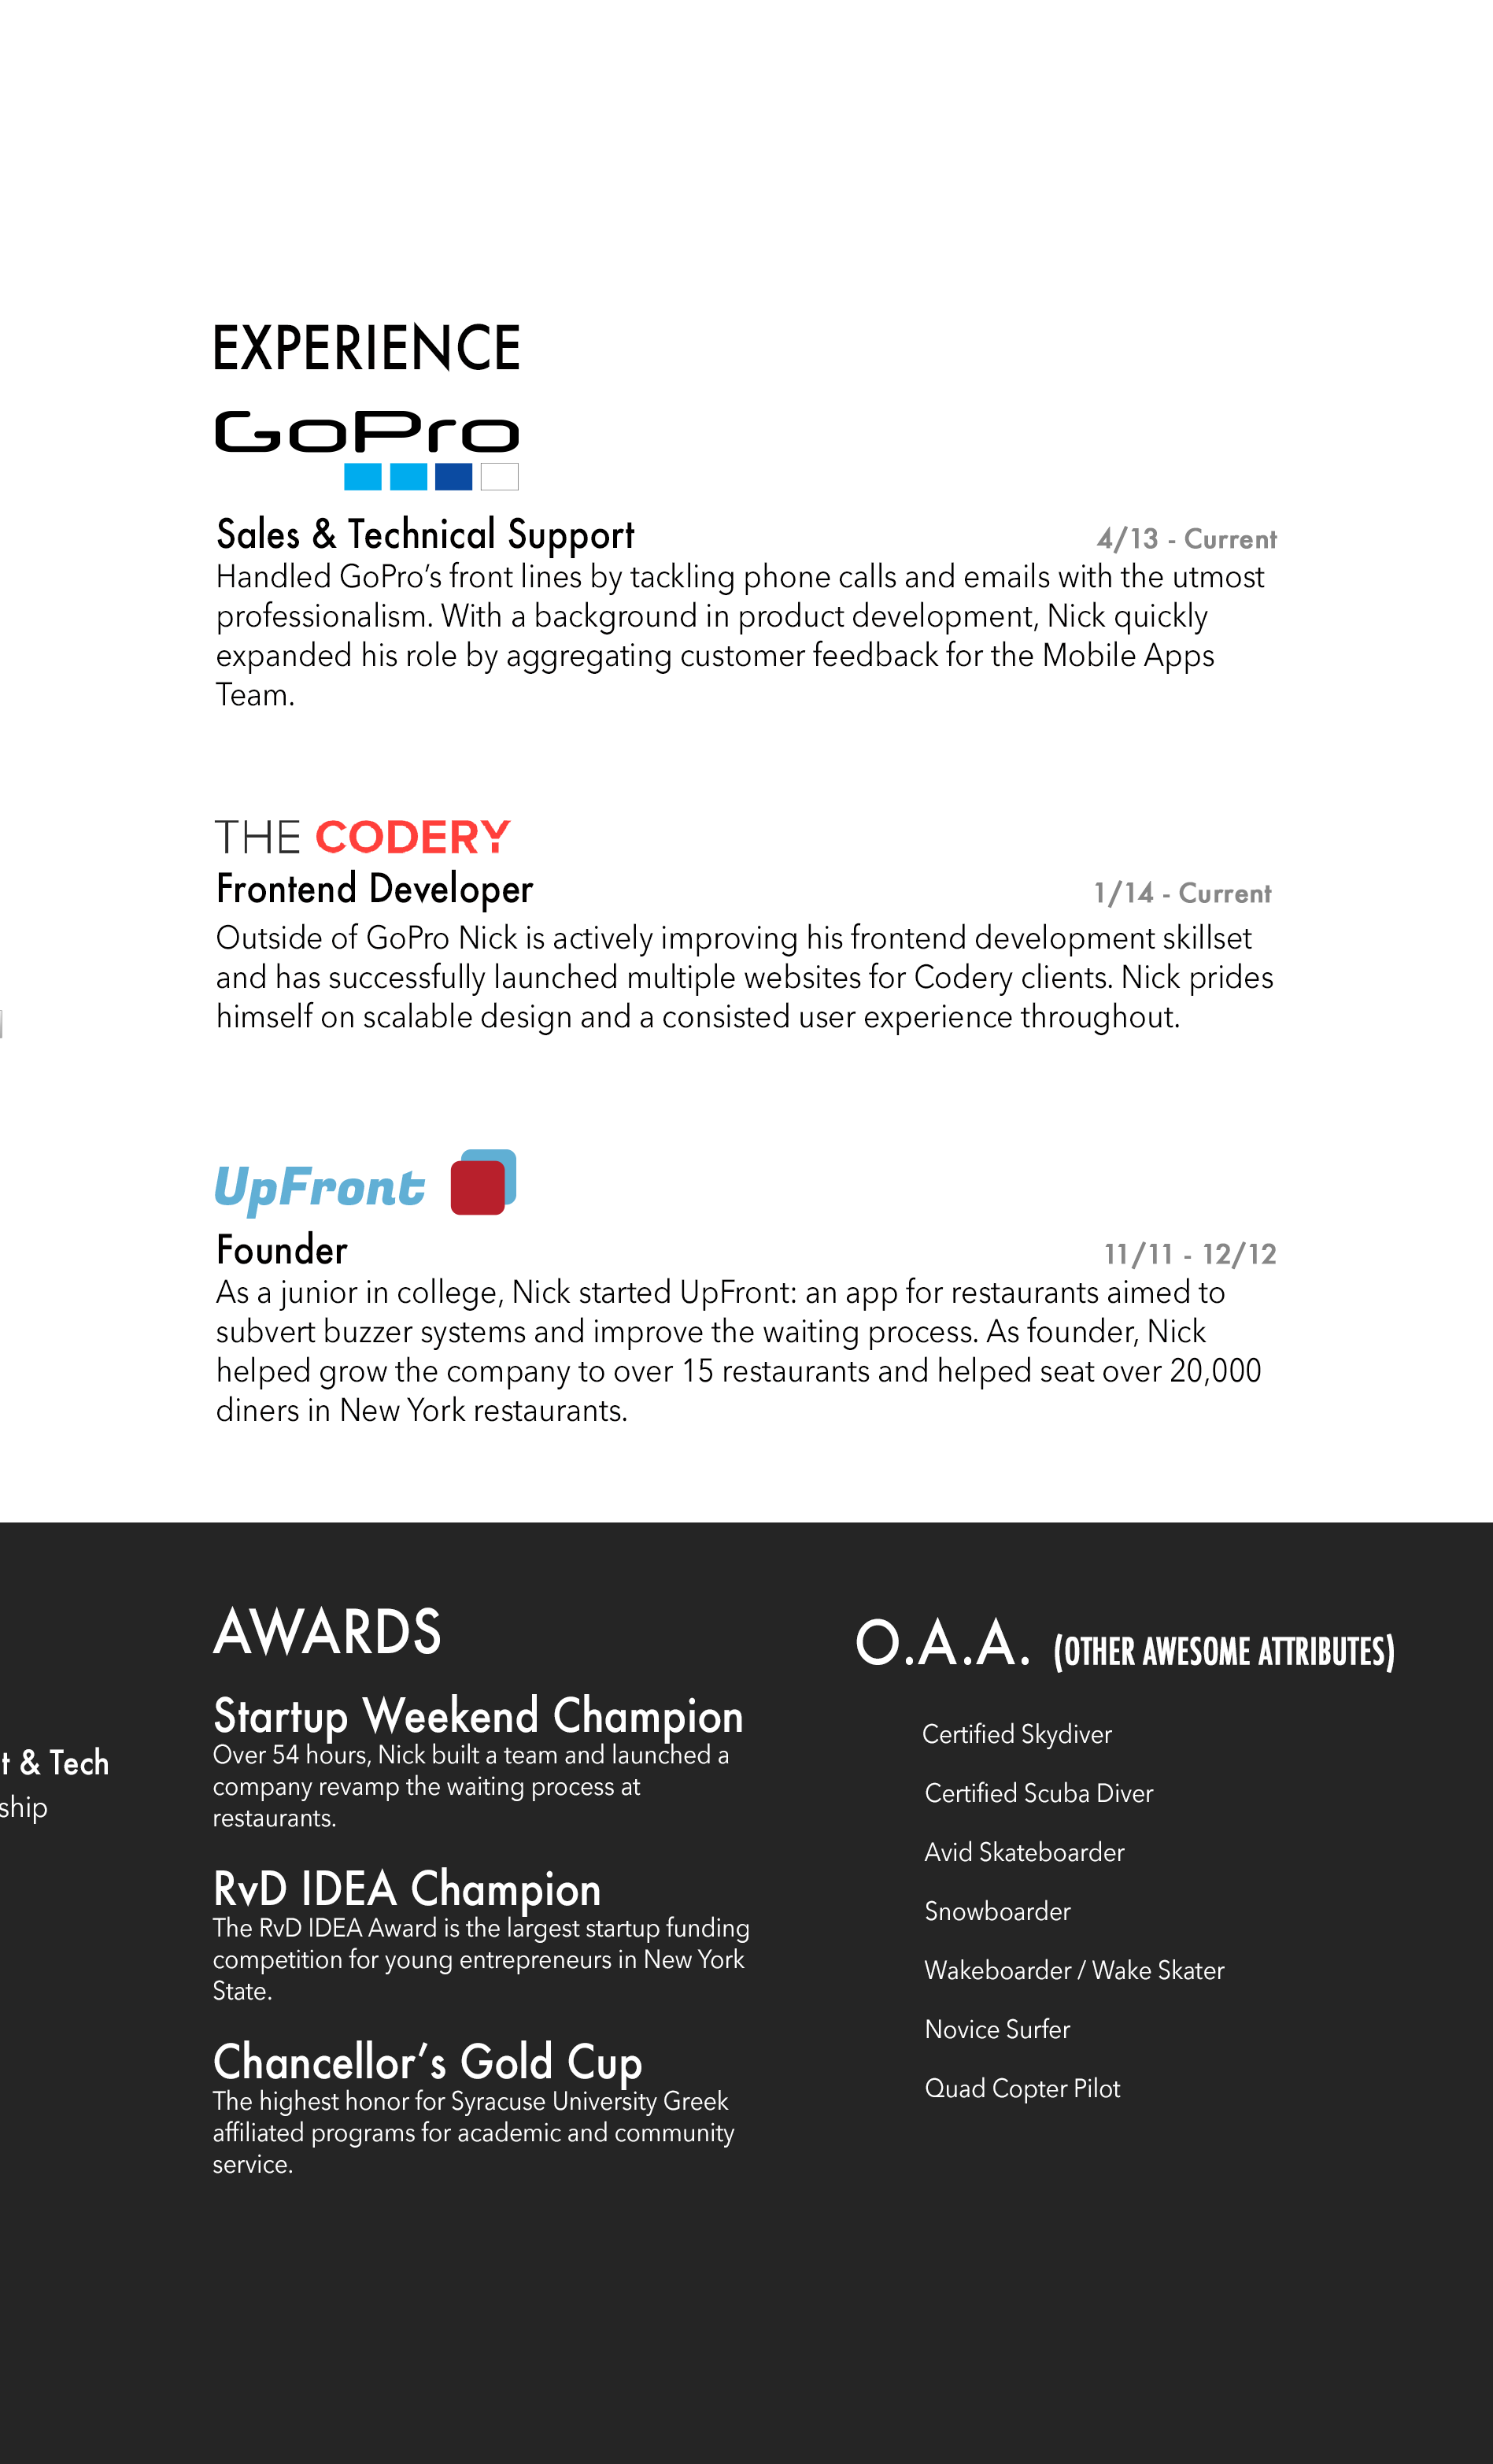 EXPERIENCE
GoPro
Sales & Technical Support
4/13 - Current
Handled GoPro’s front lines by tackling phone calls and emails with the utmost
professionalism. With a background in product development, Nick quickly
expanded his role by aggregating customer feedback for the Mobile Apps
Team.
THE CODERY
Frontend Developer
1/14 - Current
Outside of GoPro Nick is actively improving his frontend development skillset
and has successfully launched multiple websites for Codery clients. Nick prides
himself on scalable design and a consisted user experience throughout.
UpFront
Founder
11/11 - 12/12
As a junior in college, Nick started UpFront: an app for restaurants aimed to
subvert buzzer systems and improve the waiting process. As founder, Nick
helped grow the company to over 15 restaurants and helped seat over 20,000
diners in New York restaurants.
t & Tech
ship
AWARDS
Startup Weekend Champion
Over 54 hours, Nick built a team and launched a
company revamp the waiting process at
restaurants.
RvD IDEA Champion
The RvD IDEA Award is the largest startup funding
competition for young entrepreneurs in New York
State.
Chancellor’s Gold Cup
The highest honor for Syracuse University Greek
affiliated programs for academic and community
service.
O.A.A. (OTHER AWESOME ATTRIBUTES)
Certified Skydiver
Certified Scuba Diver
Avid Skateboarder
Snowboarder
Wakeboarder / Wake Skater
Novice Surfer
Quad Copter Pilot